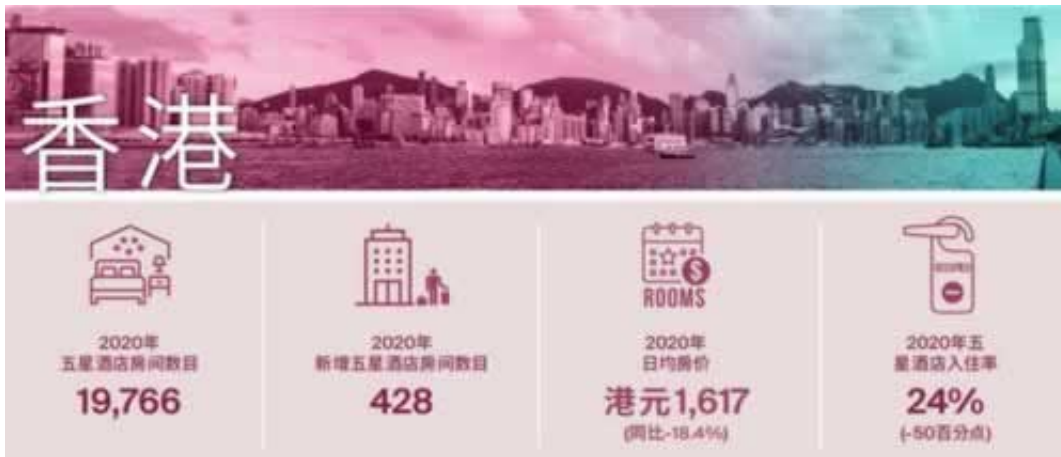 香港
ROOMS
OCCUPIED
2020年
五星酒店房间数目
19,766
2020年
新增五星酒店房间数目
428
2020年
日均房价
港元1,617
(同比-18.4%)
2020年五
星酒店入住率
24%
(-50百分点)